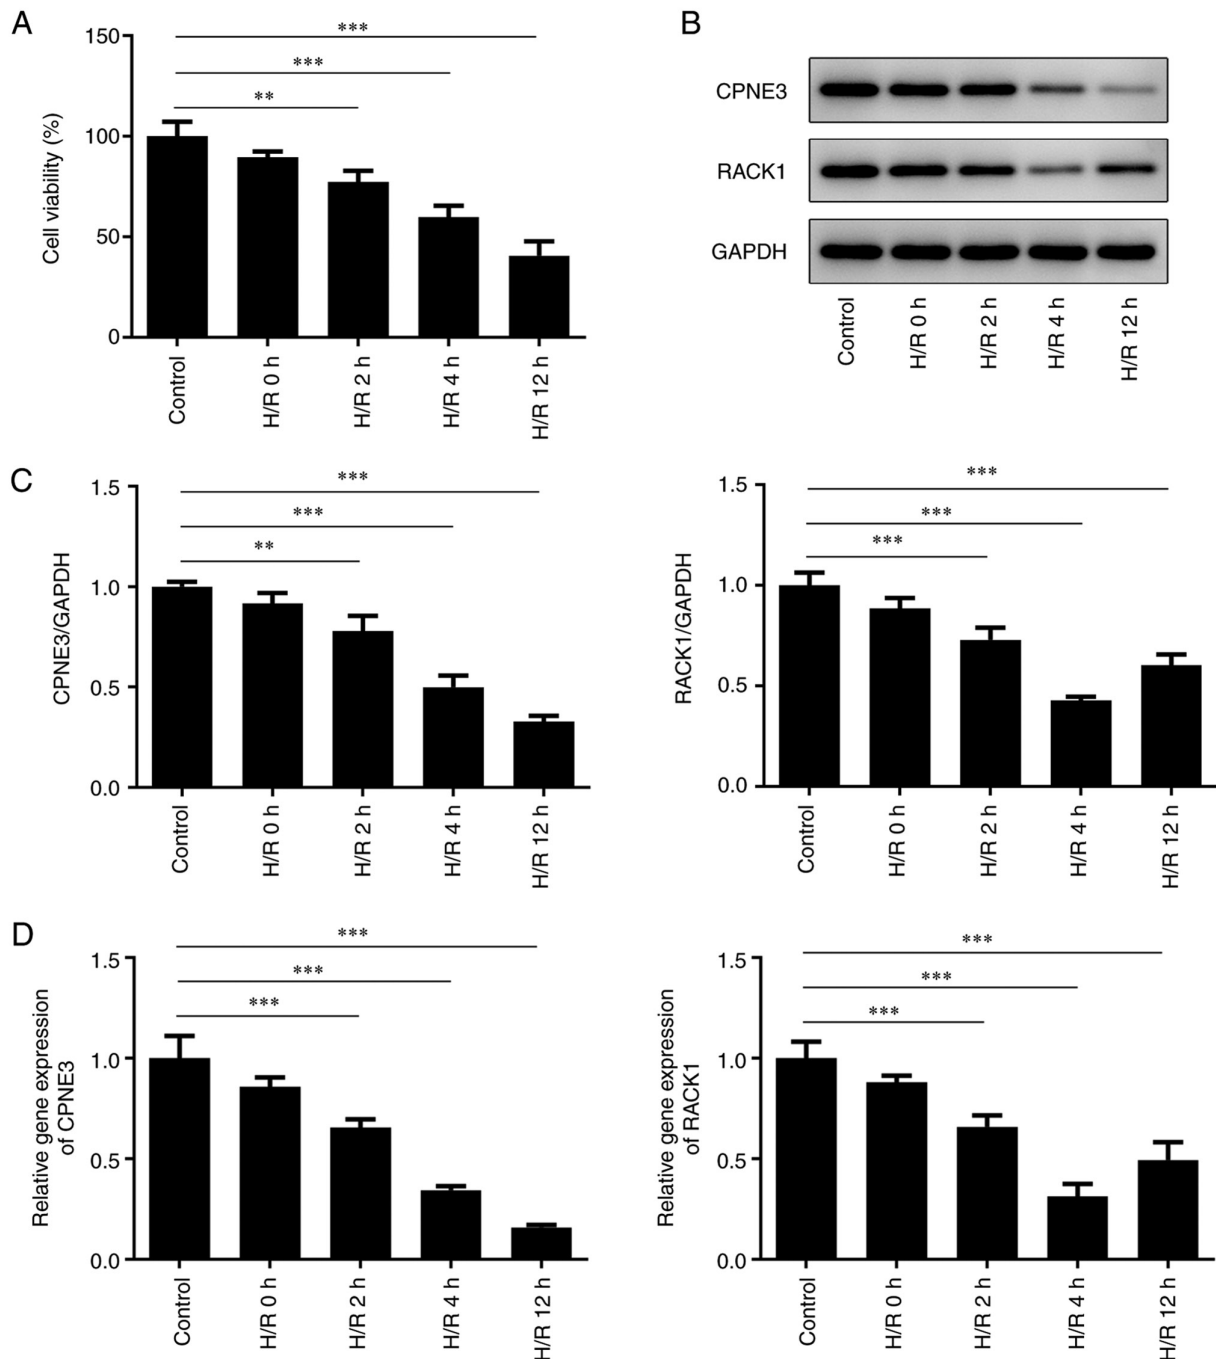 A
150
100
50
0
Cell viability (%)
***
***
**
Control
H/R 0 h
H/R 2 h
H/R 4 h
H/R 12 h
B
CPNE3
RACK1
GAPDH
Control
H/R 0 h
H/R 2 h
H/R 4 h
H/R 12 h
C
1.5
1.0
0.5
0.0
CPNE3/GAPDH
***
***
**
Control
H/R 0 h
H/R 2 h
H/R 4 h
H/R 12 h
1.5
1.0
0.5
0.0
RACK1/GAPDH
***
***
***
Control
H/R 0 h
H/R 2 h
H/R 4 h
H/R 12 h
D
1.5
1.0
0.5
0.0
Relative gene expression
of CPNE3
***
***
***
Control
H/R 0 h
H/R 2 h
H/R 4 h
H/R 12 h
1.5
1.0
0.5
0.0
Relative gene expression
of RACK1
***
***
***
Control
H/R 0 h
H/R 2 h
H/R 4 h
H/R 12 h